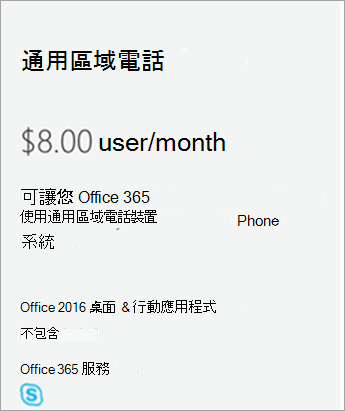 通用區域電話
$8.00 user/month
可讓您 Office 365
使用通用區域電話裝置
Phone
系統
Office 2016 桌面 &行動應用程式
不包含
Office 365 服務
S